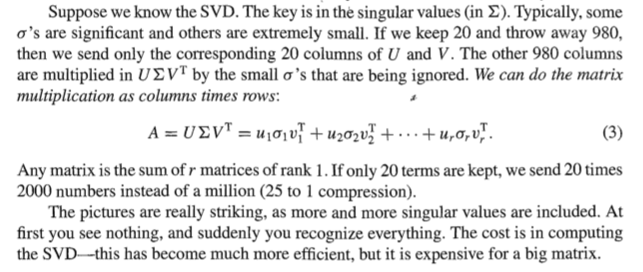 Suppose we know the SVD. The key is in the singular values (in Σ). Typically, some
σ's are significant and others are extremely small. If we keep 20 and throw away 980,
then we send only the corresponding 20 columns of U and V. The other 980 columns
are multiplied in UΣVᵀ by the small σ's that are being ignored. We can do the matrix
multiplication as columns times rows:
A = UΣVᵀ = u₁σ₁v₁ᵀ + u₂σ₂v₂ᵀ + ··· + uᵣσᵣvᵣᵀ. (3)
Any matrix is the sum of r matrices of rank 1. If only 20 terms are kept, we send 20 times
2000 numbers instead of a million (25 to 1 compression).
The pictures are really striking, as more and more singular values are included. At
first you see nothing, and suddenly you recognize everything. The cost is in computing
the SVD—this has become much more efficient, but it is expensive for a big matrix.